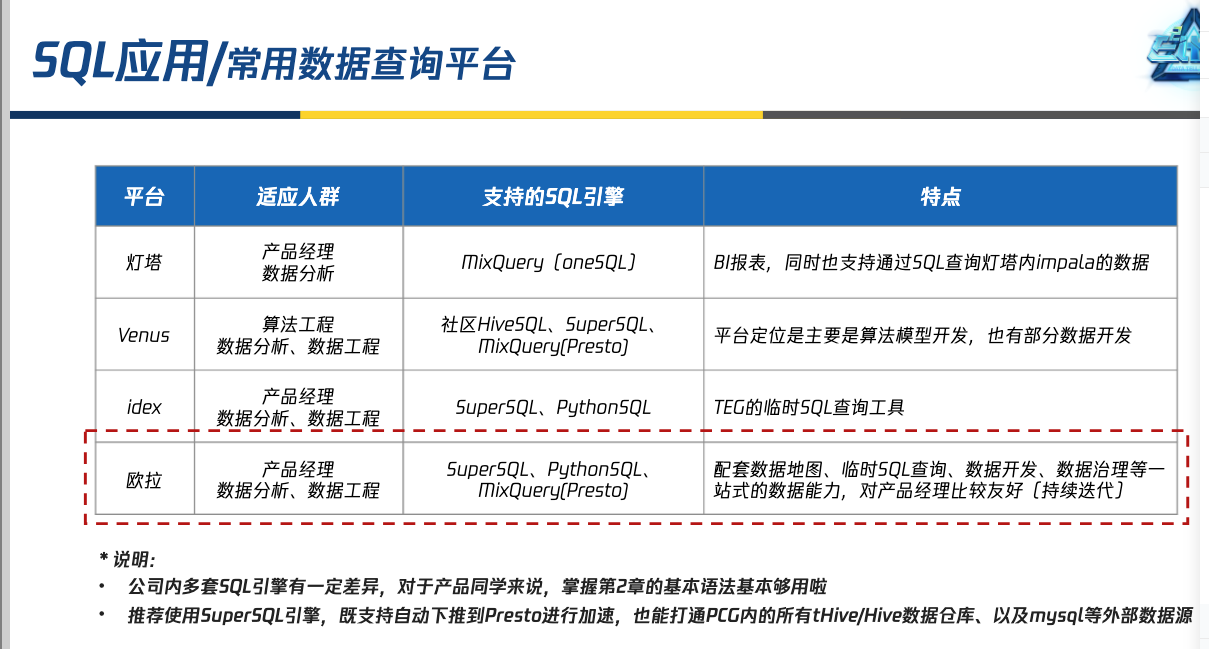 SQL应用/常用数据查询平台
平台 适应人群 支持的SQL引擎 特点
灯塔
产品经理
数据分析
MixQuery（oneSQL）
BI报表，同时也支持通过SQL查询灯塔内impala的数据
Venus
算法工程
数据分析、数据工程
社区HiveSQL、SuperSQL、
MixQuery(Presto)
平台定位是主要是算法模型开发，也有部分数据开发
idex
产品经理
数据分析、数据工程
SuperSQL、PythonSQL
TEG的临时SQL查询工具
欧拉
产品经理
数据分析、数据工程
SuperSQL、PythonSQL、
MixQuery(Presto)
配套数据地图、临时SQL查询、数据开发、数据治理等一
站式的数据能力，对产品经理比较友好（持续迭代）
* 说明:
• 公司内多套SQL引擎有一定差异，对于产品同学来说，掌握第2章的基本语法基本够用啦
• 推荐使用SuperSQL引擎，既支持自动下推到Presto进行加速，也能打通PCG内的所有tHive/Hive数据仓库、以及mysql等外部数据源